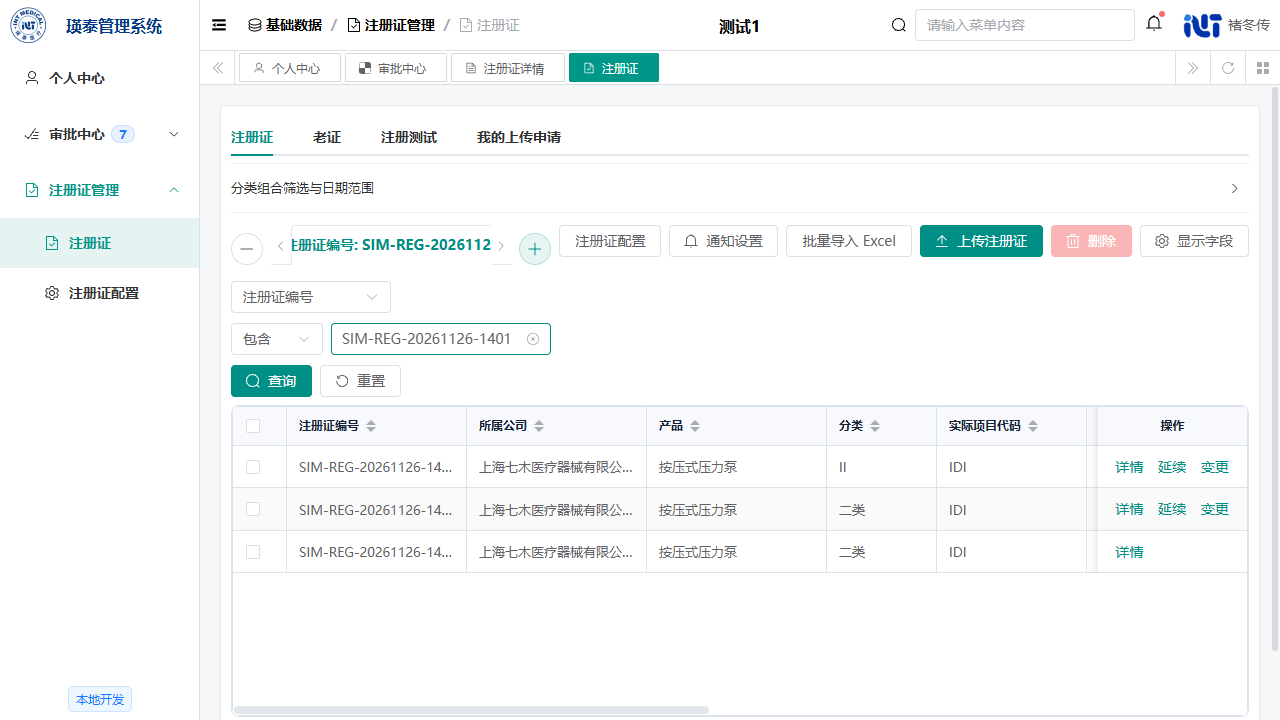 瑛泰管理系统
基础数据 / 注册证管理 / 注册证
测试1
请输入菜单内容
褚冬传
个人中心
审批中心 7
注册证管理
注册证
注册证配置
本地开发
个人中心
审批中心
注册证详情
注册证
注册证 老证 注册测试 我的上传申请
分类组合筛选与日期范围
注册证编号: SIM-REG-2026112
注册证配置 通知设置 批量导入 Excel 上传注册证 删除 显示字段
注册证编号
包含 SIM-REG-20261126-1401
查询 重置
注册证编号 所属公司 产品 分类 实际项目代码 操作
SIM-REG-20261126-14... 上海七木医疗器械有限公... 按压式压力泵 II IDI 详情 延续 变更
SIM-REG-20261126-14... 上海七木医疗器械有限公... 按压式压力泵 二类 IDI 详情 延续 变更
SIM-REG-20261126-14... 上海七木医疗器械有限公... 按压式压力泵 二类 IDI 详情